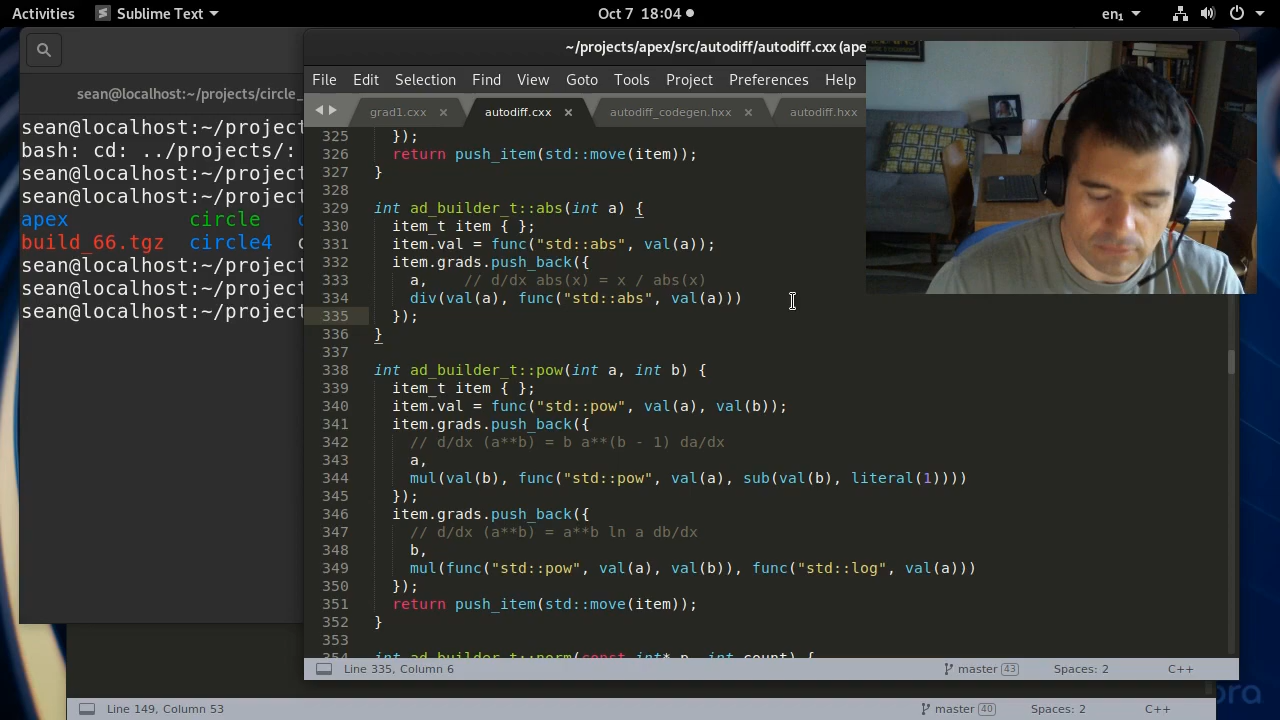 Activities
Sublime Text
Oct 7 18:04
en₁
~/projects/apex/src/autodiff/autodiff.cxx (ape
File Edit Selection Find View Goto Tools Project Preferences Help
grad1.cxx
autodiff.cxx
autodiff_codegen.hxx
autodiff.hxx
sean@localhost:~/projects/circle_
sean@localhost:~/project
bash: cd: ../projects/:
sean@localhost:~/project
sean@localhost:~/project
apex circle
build_66.tgz circle4
sean@localhost:~/project
sean@localhost:~/project
sean@localhost:~/project
325 });
326 return push_item(std::move(item));
327 }
328
329 int ad_builder_t::abs(int a) {
330 item_t item { };
331 item.val = func("std::abs", val(a));
332 item.grads.push_back({
333 a, // d/dx abs(x) = x / abs(x)
334 div(val(a), func("std::abs", val(a)))
335 });
336 }
337
338 int ad_builder_t::pow(int a, int b) {
339 item_t item { };
340 item.val = func("std::pow", val(a), val(b));
341 item.grads.push_back({
342 // d/dx (a**b) = b a**(b - 1) da/dx
343 a,
344 mul(val(b), func("std::pow", val(a), sub(val(b), literal(1))))
345 });
346 item.grads.push_back({
347 // d/dx (a**b) = a**b ln a db/dx
348 b,
349 mul(func("std::pow", val(a), val(b)), func("std::log", val(a)))
350 });
351 return push_item(std::move(item));
352 }
353
354 int ad_builder_t::norm(const int* p, int count) {
Line 335, Column 6
master 43
Spaces: 2
C++
Line 149, Column 53
master 40
Spaces: 2
C++